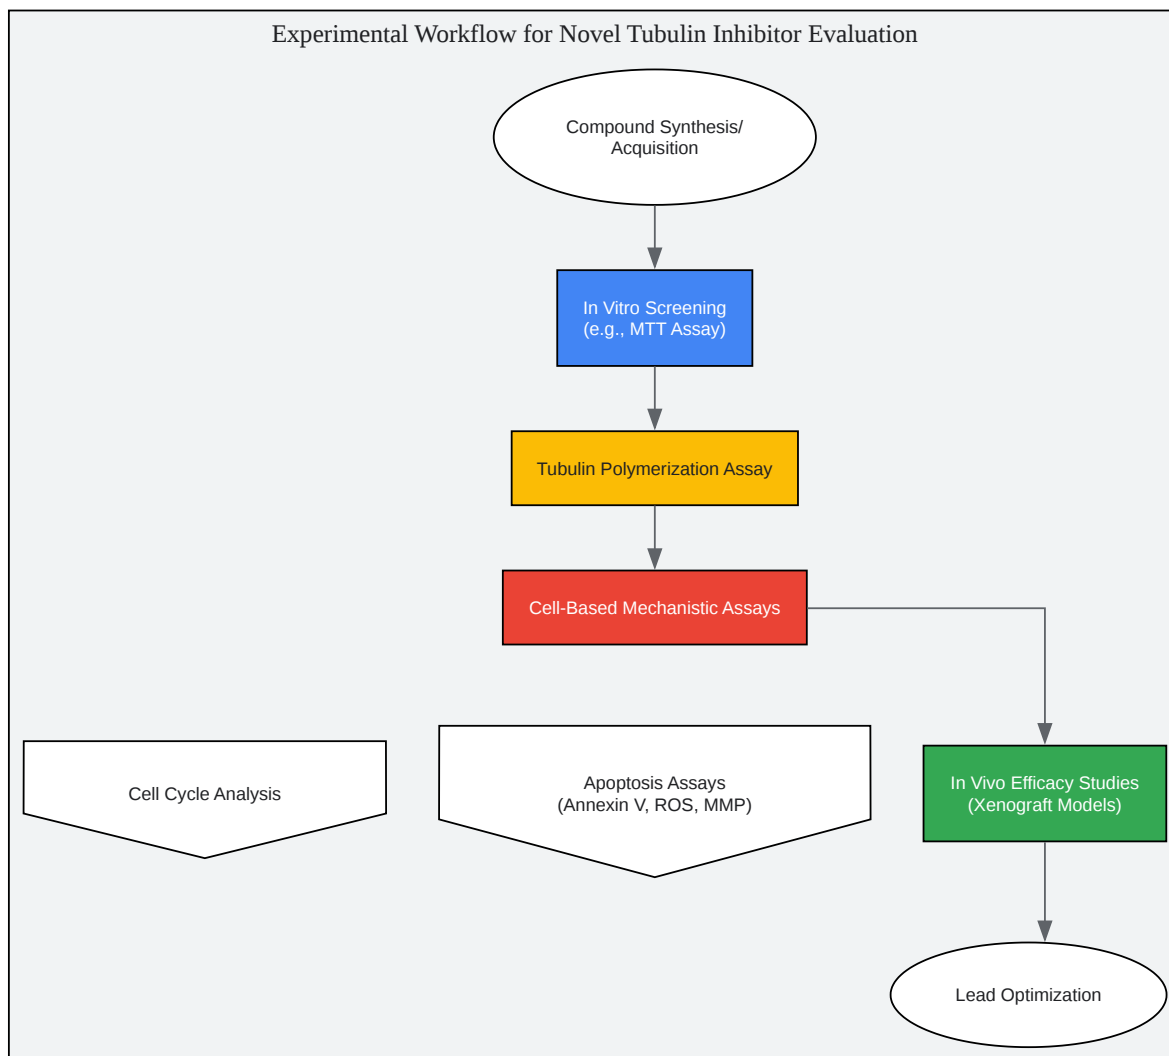 Experimental Workflow for Novel Tubulin Inhibitor Evaluation
Compound Synthesis/
Acquisition
In Vitro Screening
(e.g., MTT Assay)
Tubulin Polymerization Assay
Cell-Based Mechanistic Assays
Cell Cycle Analysis
Apoptosis Assays
(Annexin V, ROS, MMP)
In Vivo Efficacy Studies
(Xenograft Models)
Lead Optimization